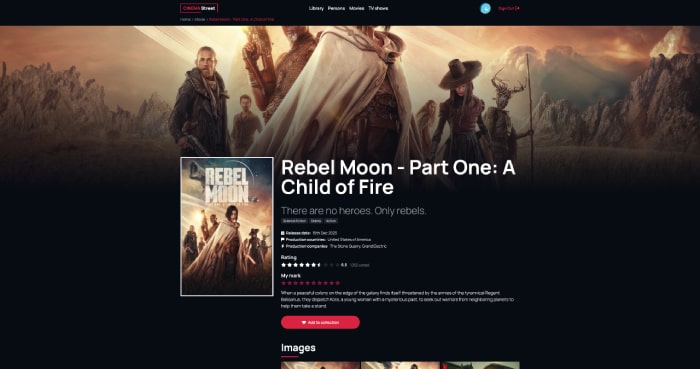 CINEMA Street
Library Persons Movies TV shows
Sign Out
Home > Movie > Rebel Moon - Part One: A Child of Fire
REBEL
MOON
Rebel Moon - Part One: A
Child of Fire
There are no heroes. Only rebels.
Science Fiction Drama Action
Release date: 15th Dec 2023
Production countries: United States of America
Production companies: The Stone Quarry, Grand Electric
Rating
6.5
My mark
When a peaceful colony on the edge of the galaxy finds itself threatened by the armies of the tyrannical Regent
Belisarius, they dispatch Kora, a young woman with a mysterious past, to seek out warriors from neighboring planets to
help them take a stand.
Add to collection
Images